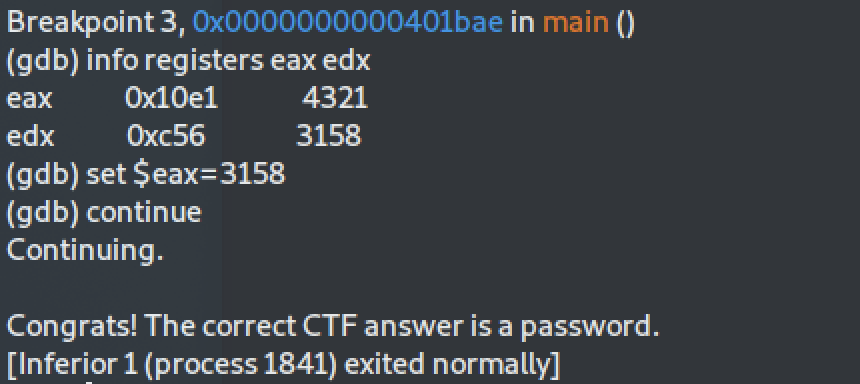 Breakpoint 3, 0x0000000000401bae in main ()
(gdb) info registers eax edx
eax 0x10e1 4321
edx 0xc56 3158
(gdb) set $eax=3158
(gdb) continue
Continuing.
Congrats! The correct CTF answer is a password.
[Inferior 1 (process 1841) exited normally]